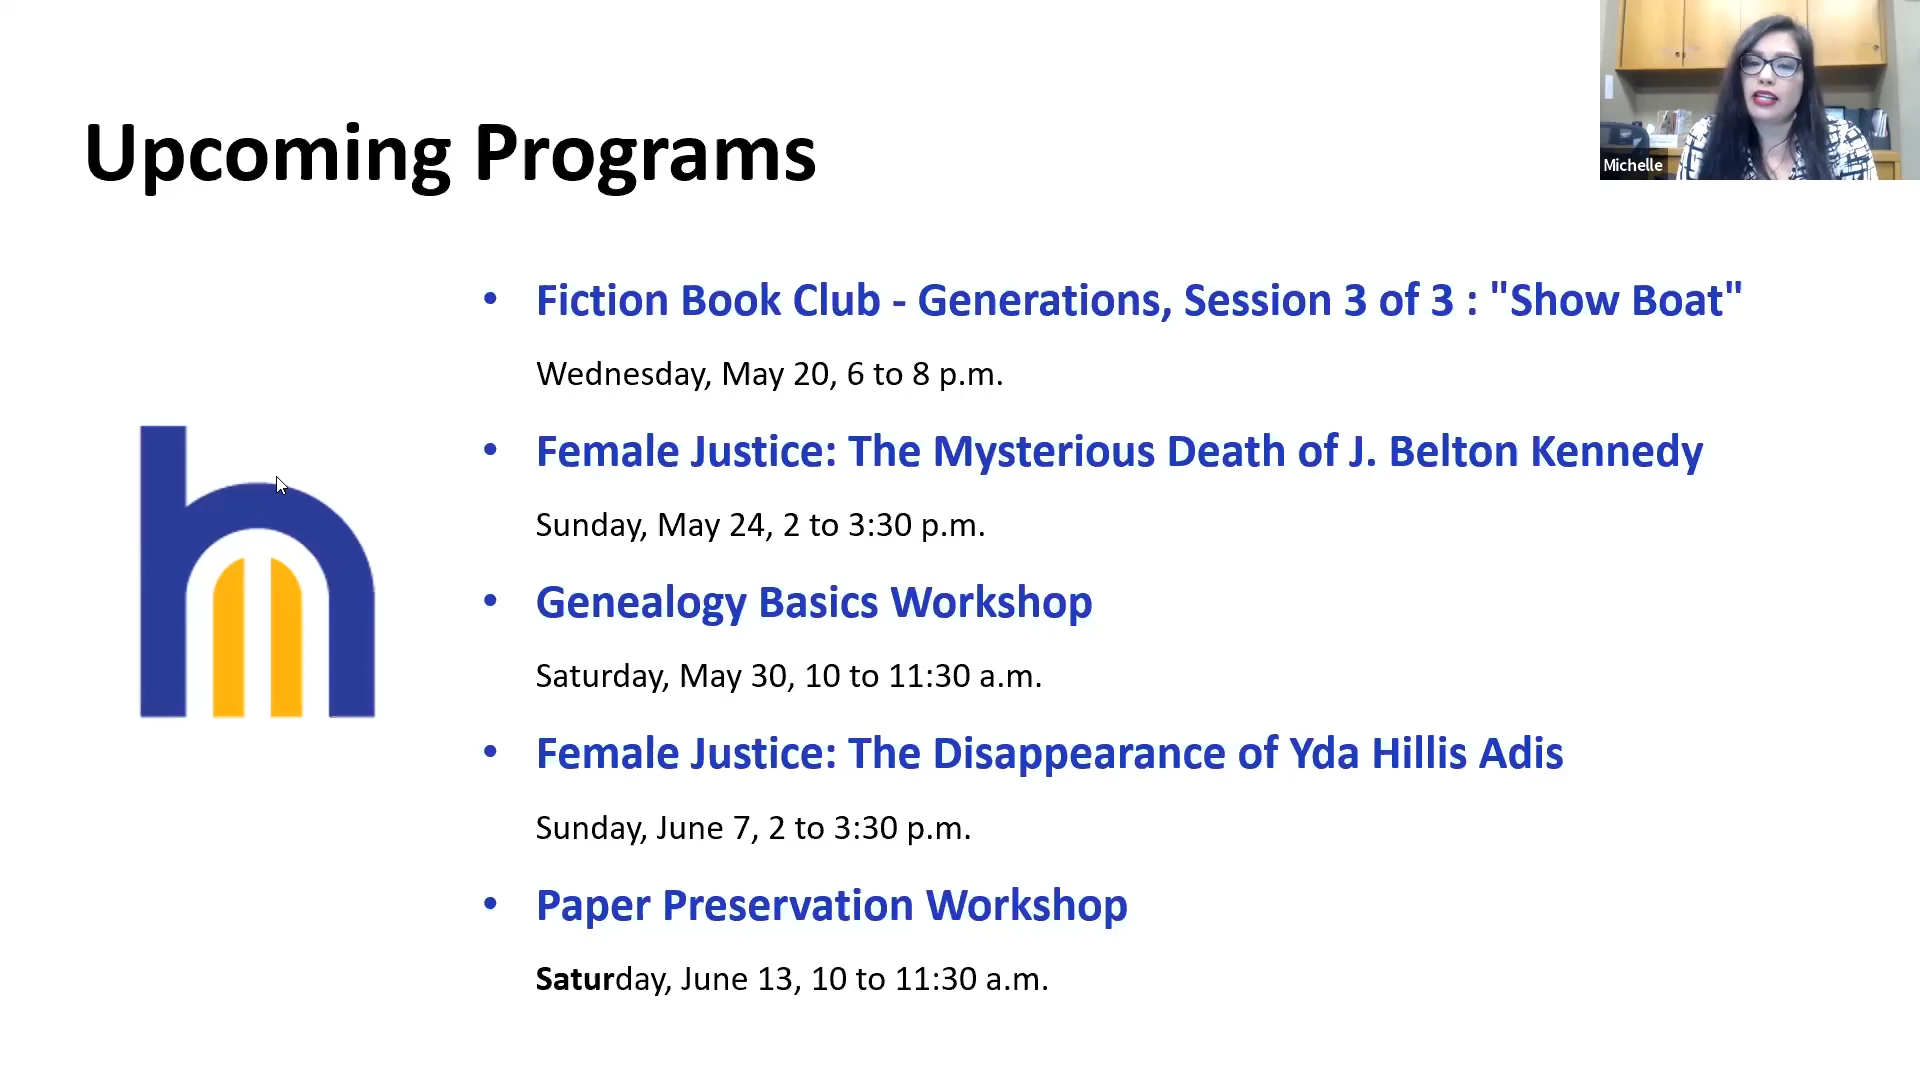 Upcoming Programs
Michelle
• Fiction Book Club - Generations, Session 3 of 3 : "Show Boat"
Wednesday, May 20, 6 to 8 p.m.
• Female Justice: The Mysterious Death of J. Belton Kennedy
Sunday, May 24, 2 to 3:30 p.m.
• Genealogy Basics Workshop
Saturday, May 30, 10 to 11:30 a.m.
• Female Justice: The Disappearance of Yda Hillis Adis
Sunday, June 7, 2 to 3:30 p.m.
• Paper Preservation Workshop
Saturday, June 13, 10 to 11:30 a.m.